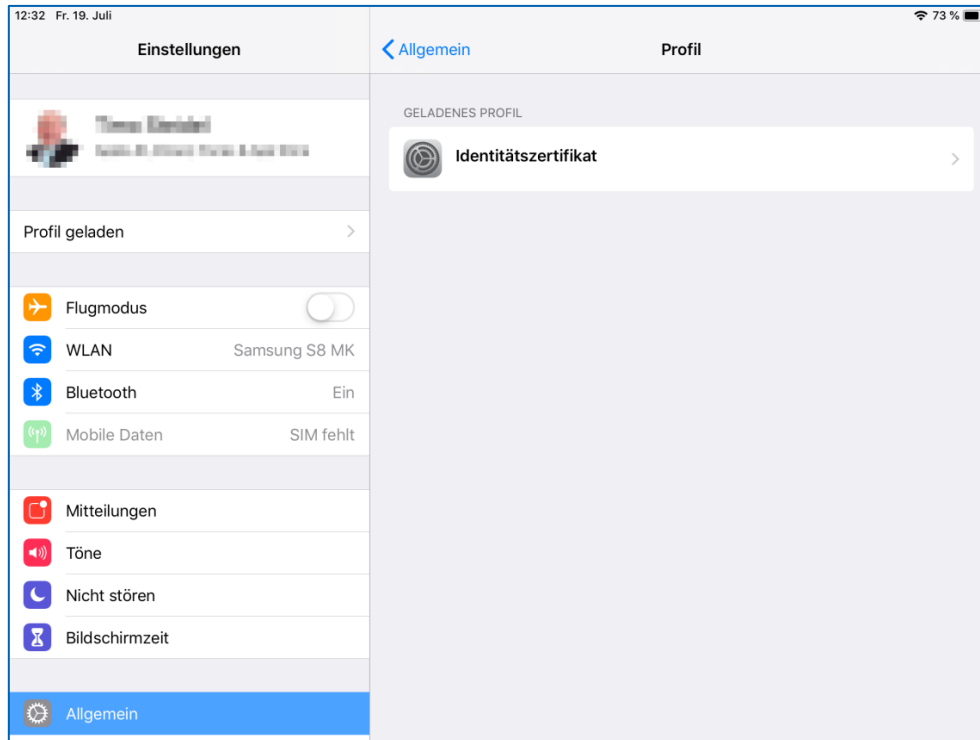 12:32 Fr. 19. Juli
73 %
Einstellungen
Allgemein
Profil
GELADENES PROFIL
Identitätszertifikat
Profil geladen
Flugmodus
WLAN
Samsung S8 MK
Bluetooth
Ein
Mobile Daten
SIM fehlt
Mitteilungen
Töne
Nicht stören
Bildschirmzeit
Allgemein